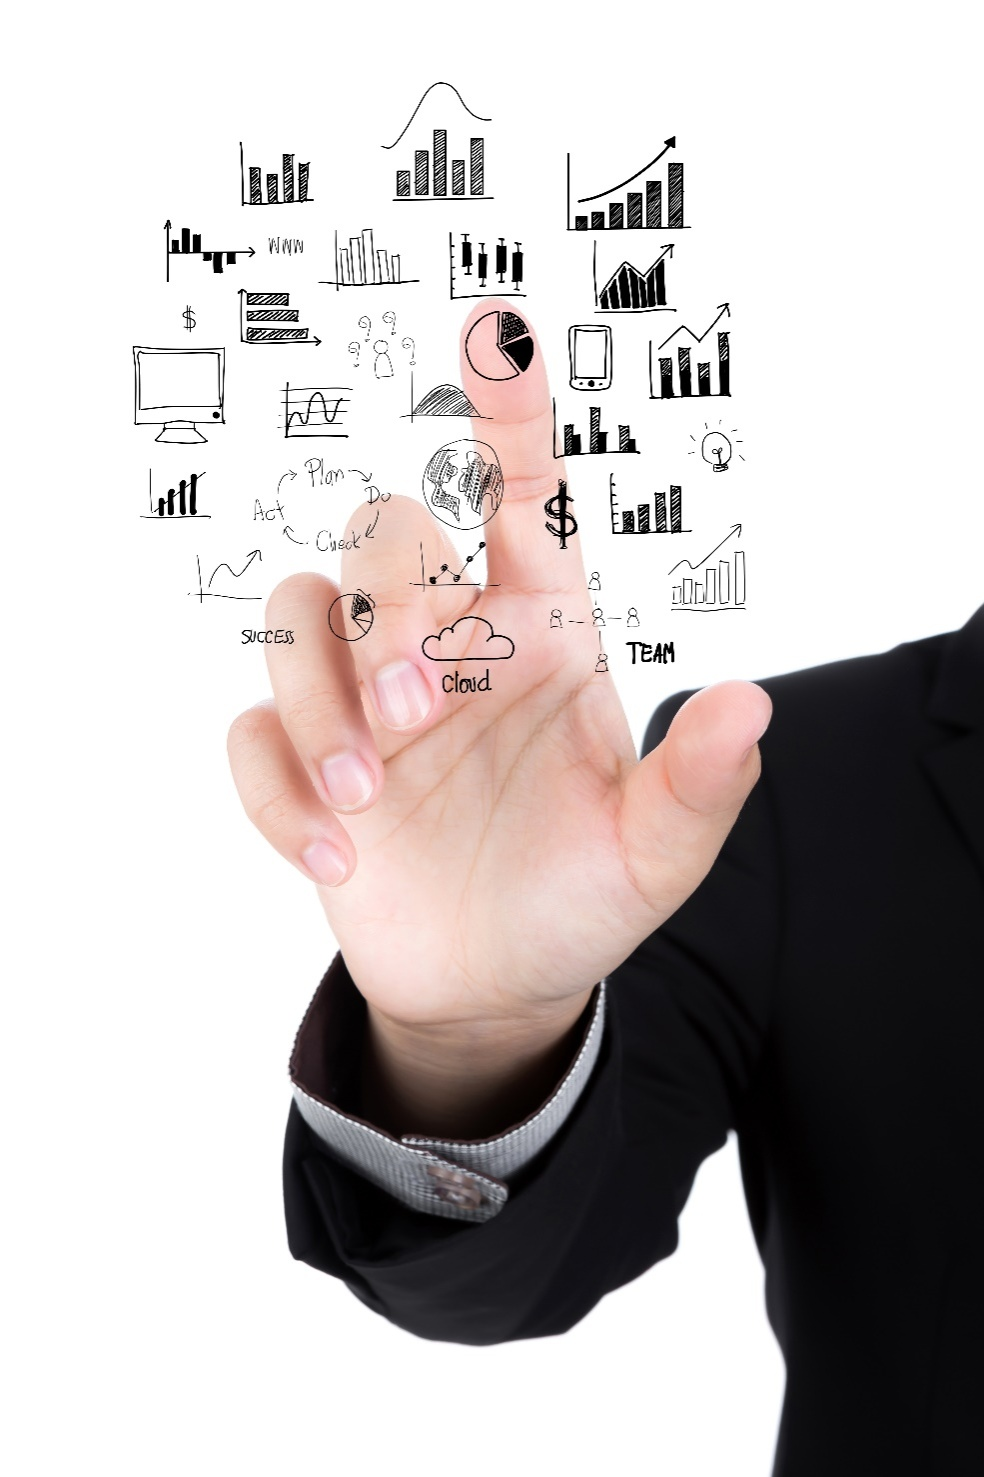 WWW
$
Plan
Do
Act
Check
$
SUCCESS
TEAM
cloud
? ? ? ?